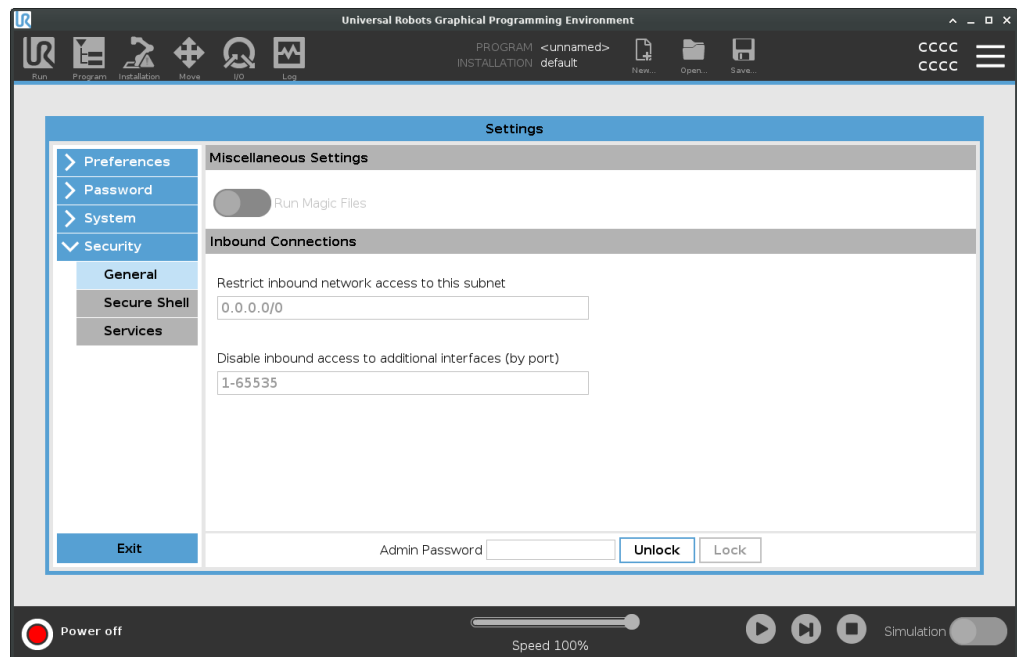 UR
Universal Robots Graphical Programming Environment
UR
Run
Program
Installation
Move
I/O
Log
PROGRAM <unnamed>
INSTALLATION default
New...
Open...
Save...
CCCC
CCCC
Settings
Preferences
Password
System
Security
General
Secure Shell
Services
Exit
Miscellaneous Settings
Run Magic Files
Inbound Connections
Restrict inbound network access to this subnet
0.0.0.0/0
Disable inbound access to additional interfaces (by port)
1-65535
Admin Password
Unlock
Lock
Power off
Speed 100%
Simulation